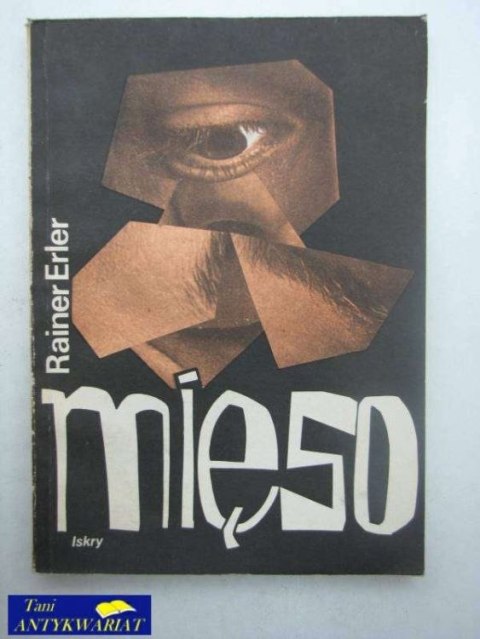 Rainer Erler
mięso
Iskry
Tani
ANTYKWARIAT